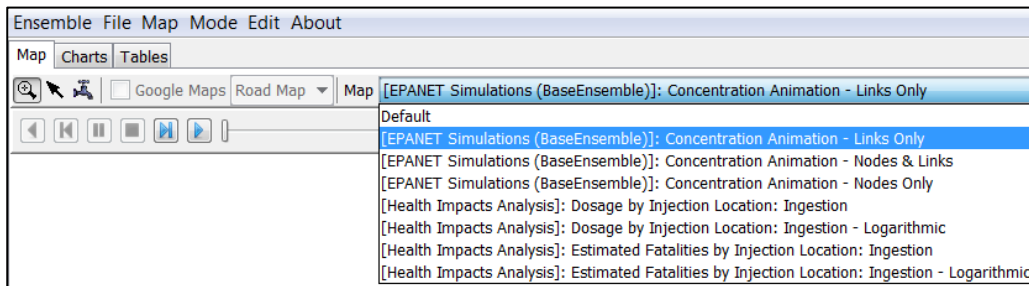 Ensemble File Map Mode Edit About
Map Charts Tables
Google Maps Road Map Map [EPANET Simulations (BaseEnsemble)]: Concentration Animation - Links Only
Default
[EPANET Simulations (BaseEnsemble)]: Concentration Animation - Links Only
[EPANET Simulations (BaseEnsemble)]: Concentration Animation - Nodes & Links
[EPANET Simulations (BaseEnsemble)]: Concentration Animation - Nodes Only
[Health Impacts Analysis]: Dosage by Injection Location: Ingestion
[Health Impacts Analysis]: Dosage by Injection Location: Ingestion - Logarithmic
[Health Impacts Analysis]: Estimated Fatalities by Injection Location: Ingestion
[Health Impacts Analysis]: Estimated Fatalities by Injection Location: Ingestion - Logarithmic